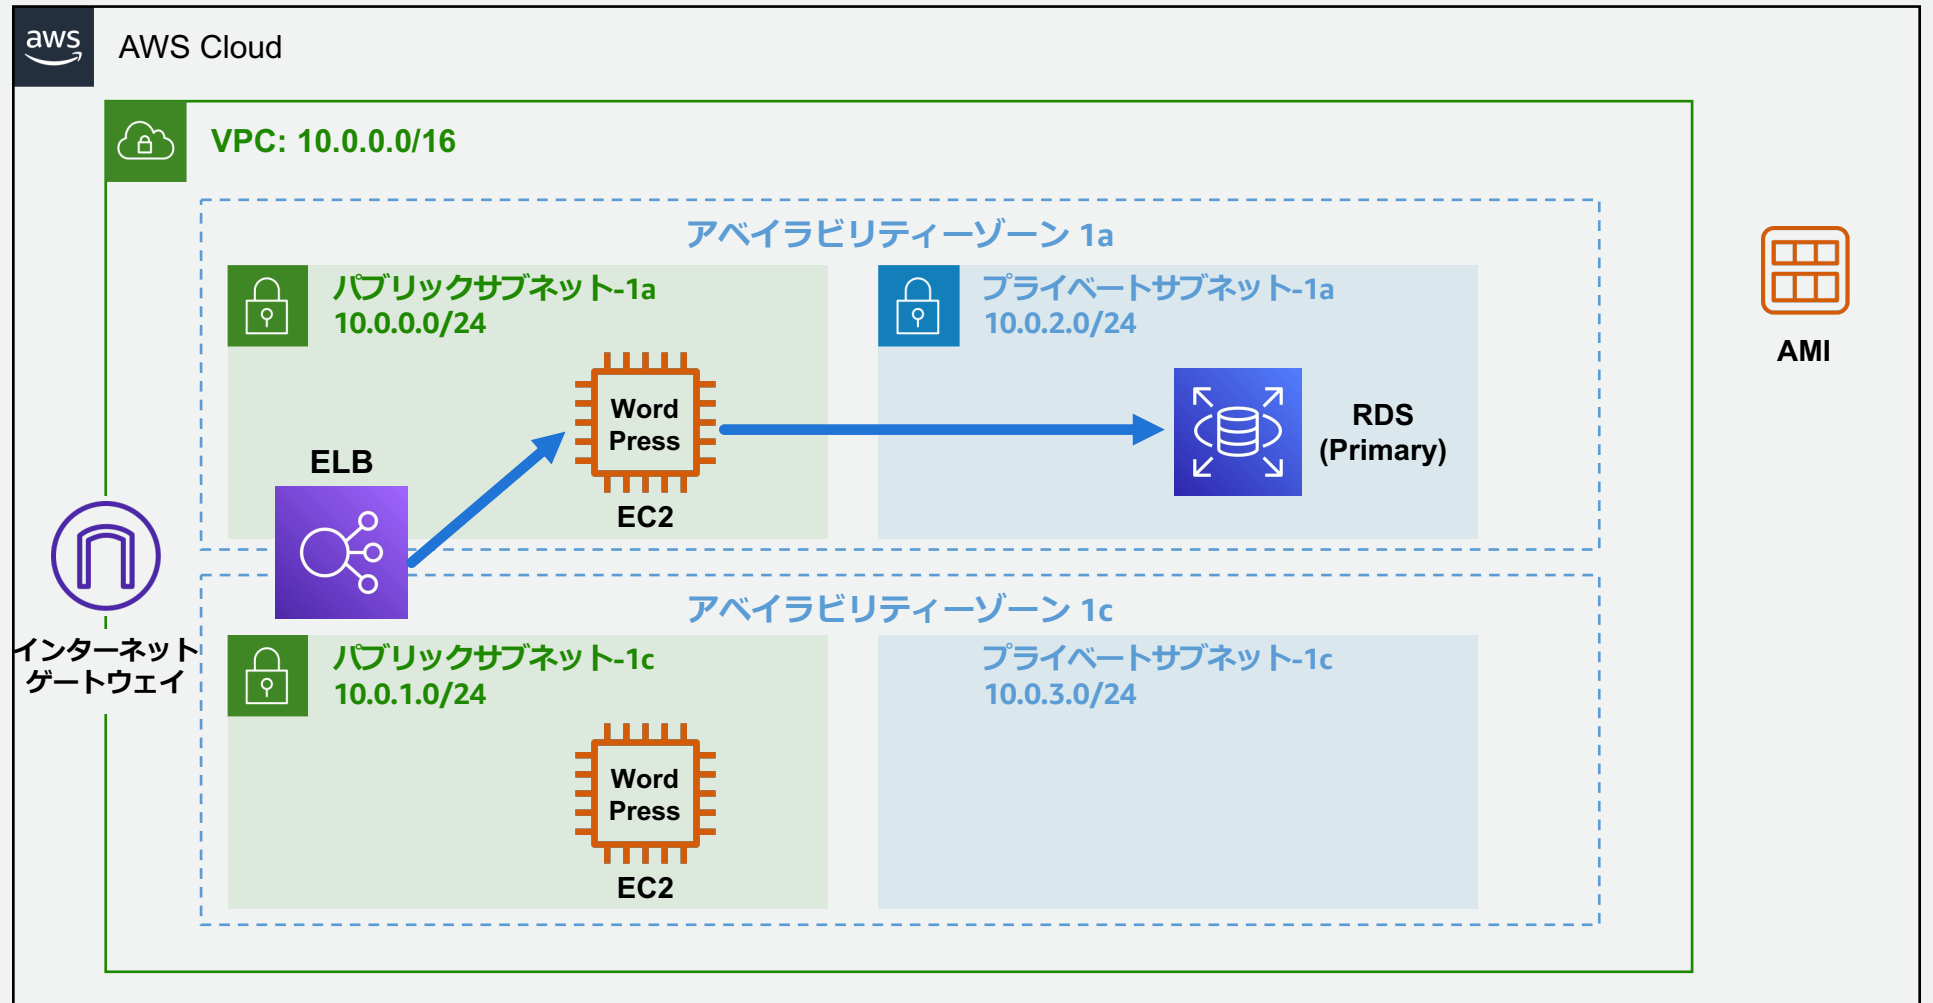 aws
AWS Cloud
VPC: 10.0.0.0/16
アベイラビリティーゾーン 1a
パブリックサブネット-1a
10.0.0.0/24
プライベートサブネット-1a
10.0.2.0/24
AMI
Word
Press
EC2
RDS
(Primary)
ELB
インターネット
ゲートウェイ
アベイラビリティーゾーン 1c
パブリックサブネット-1c
10.0.1.0/24
プライベートサブネット-1c
10.0.3.0/24
Word
Press
EC2